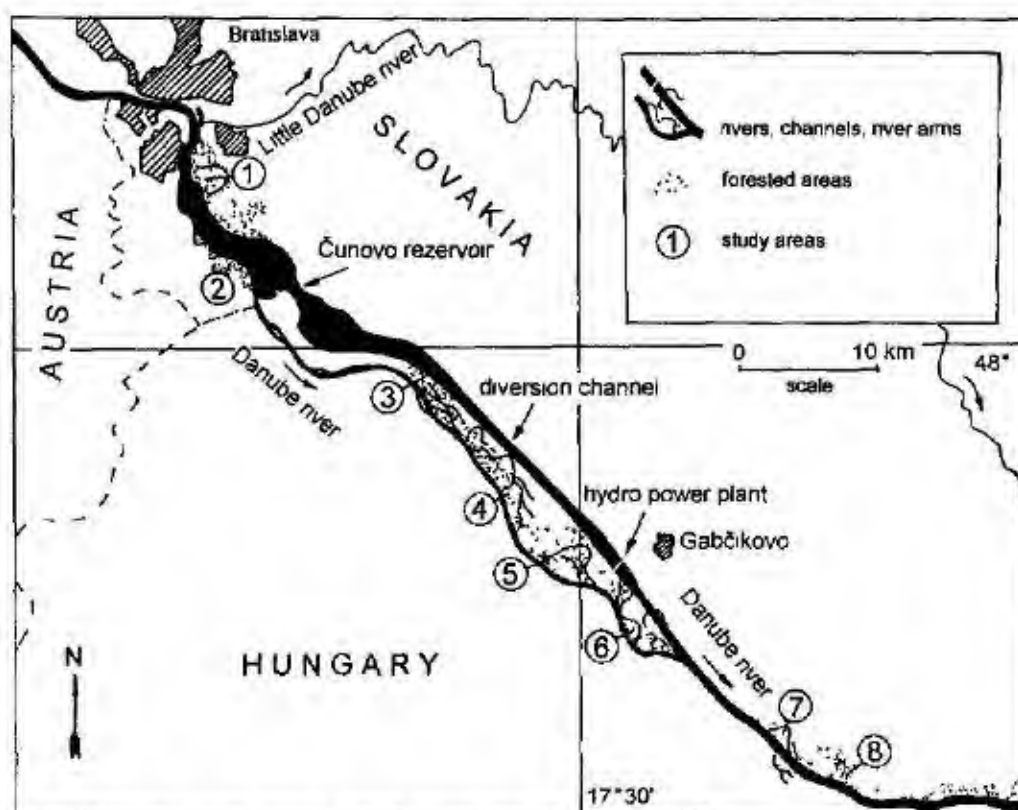 Bratislava
Little Danube river
SLOVAKIA
rivers, channels, river arms
forested areas
1
study areas
1
AUSTRIA
2
Čunovo rezervoir
Danube river
0
10 km
scale
48°
3
diversion channel
4
hydro power plant
Gabčikovo
5
6
Danube river
N
HUNGARY
7
8
17°30'